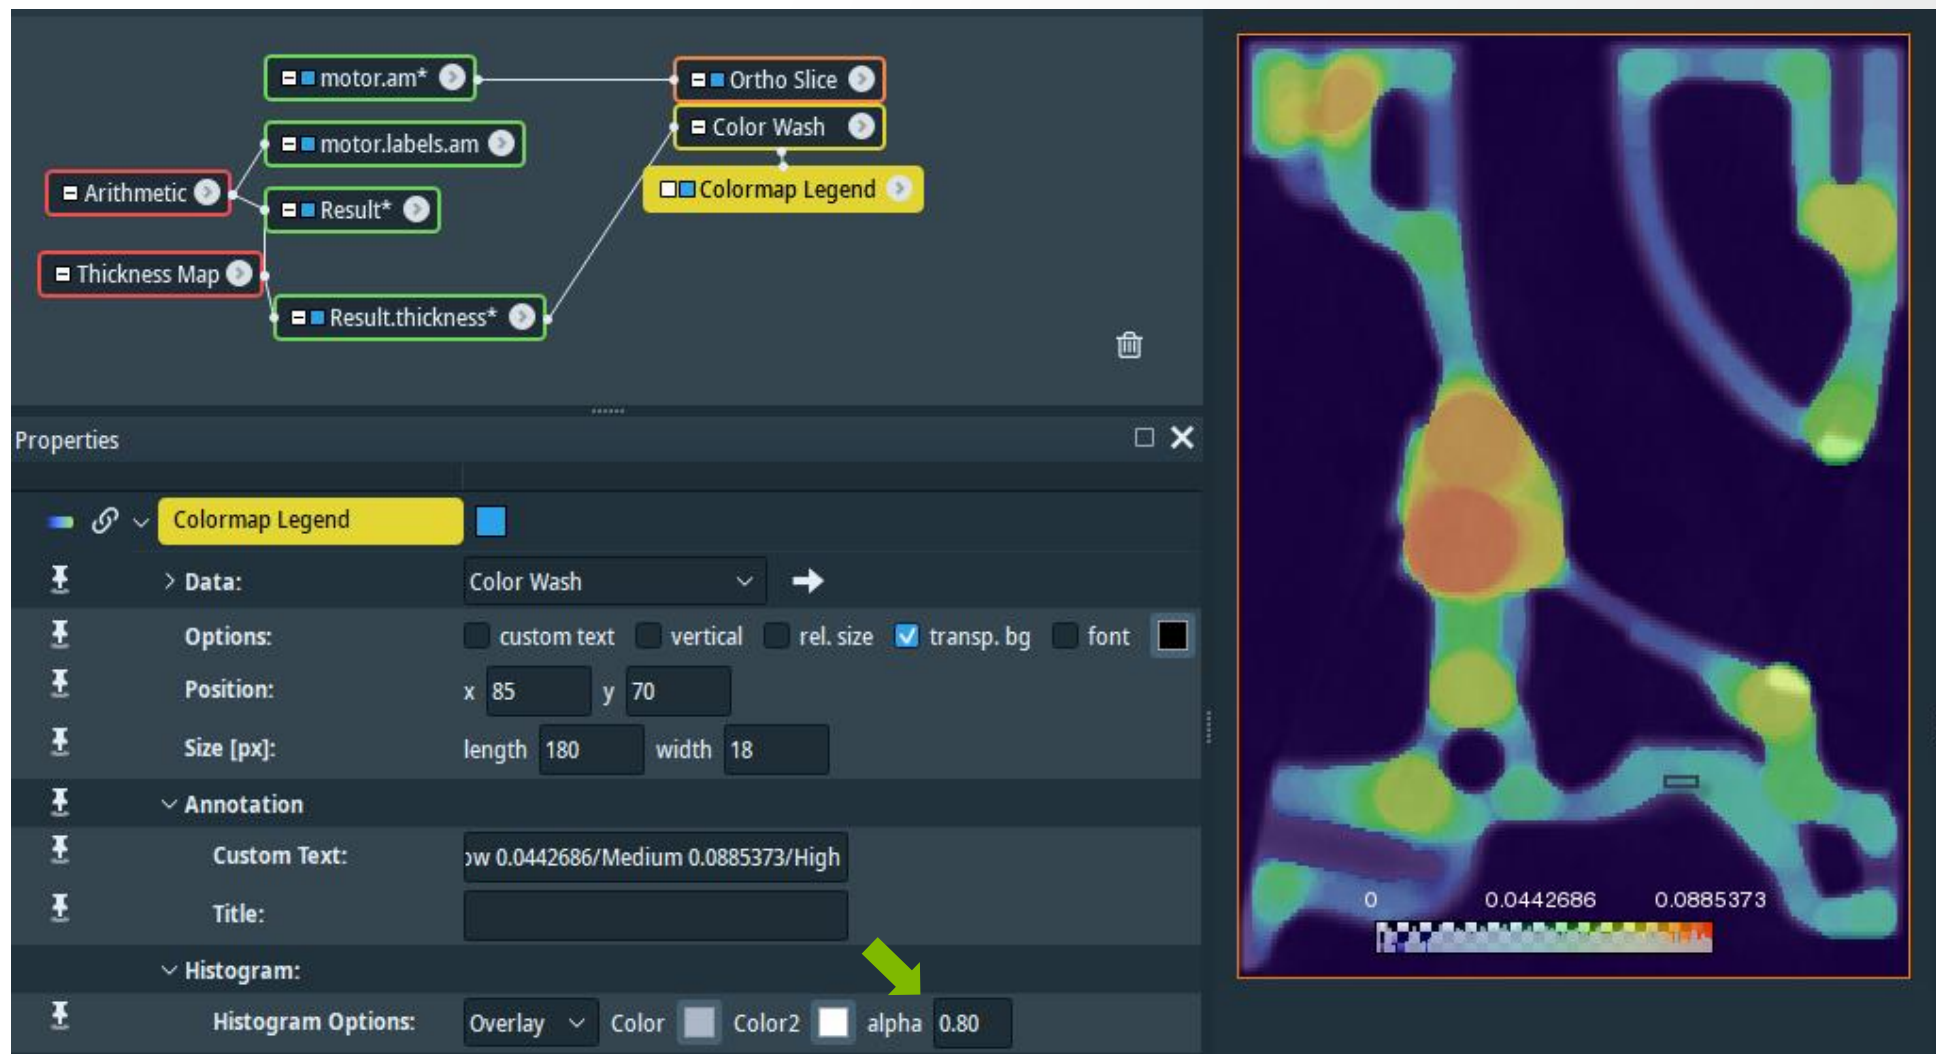 motor.am*
Ortho Slice
Color Wash
motor.labels.am
Arithmetic
Colormap Legend
Result*
Thickness Map
Result.thickness*
Properties
Colormap Legend
Data: Color Wash
Options: custom text vertical rel. size transp. bg font
Position: x 85 y 70
Size [px]: length 180 width 18
Annotation
Custom Text: ow 0.0442686/Medium 0.0885373/High
Title:
Histogram:
Histogram Options: Overlay Color Color2 alpha 0.80
0 0.0442686 0.0885373